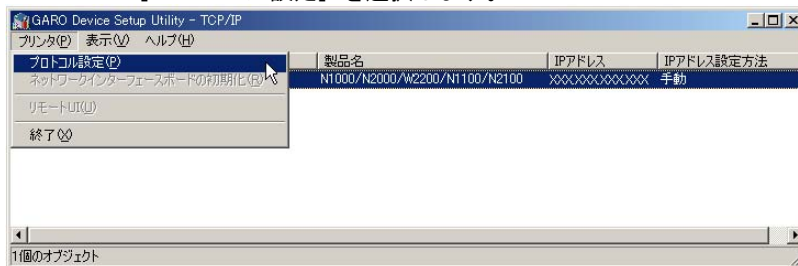 GARO Device Setup Utility - TCP/IP
プリンタ(P) 表示(V) ヘルプ(H)
プロトコル設定(P)
ネットワークインターフェースボードの初期化(R)
リモートUI(U)
終了(X)
製品名 IPアドレス IPアドレス設定方法
N1000/N2000/W2200/N1100/N2100 XXX.XXX.XXX.XXX 手動
1個のオブジェクト